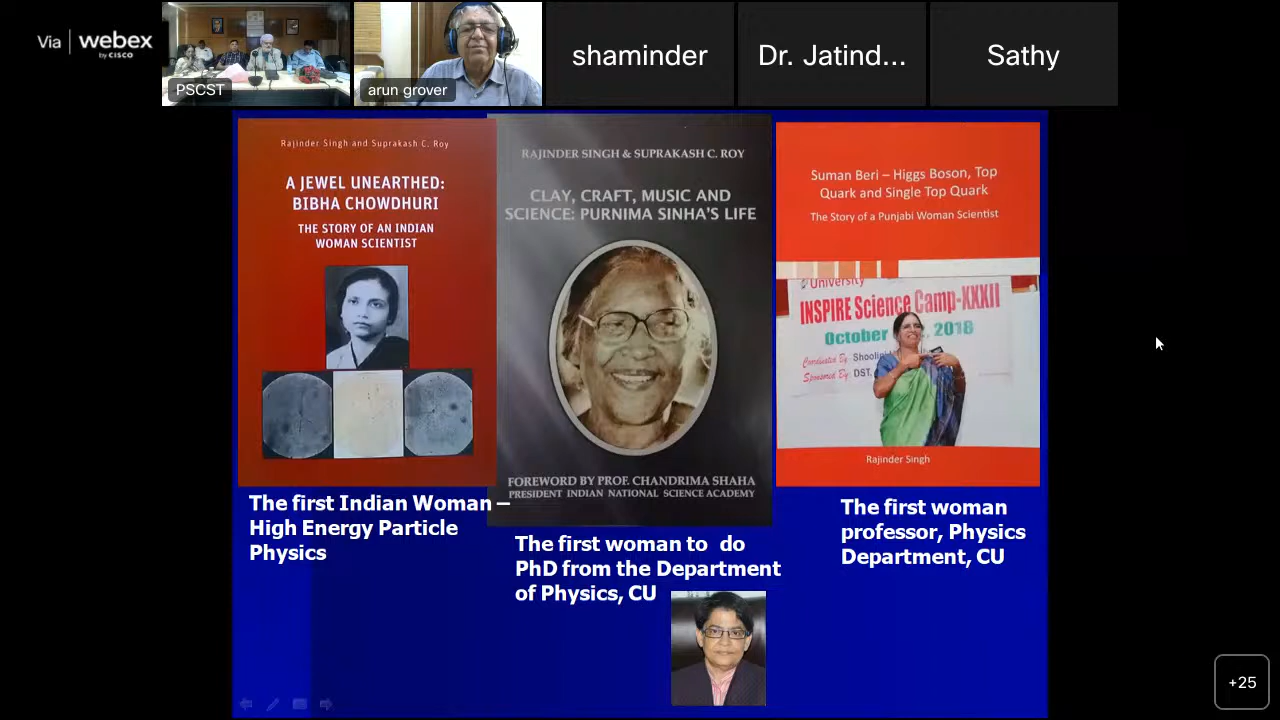 Via webex
by CISCO
PSCST
arun grover
shaminder
Dr. Jatind...
Sathy
Rajinder Singh and Suprakash C. Roy
A JEWEL UNEARTHED:
BIBHA CHOWDHURI
THE STORY OF AN INDIAN
WOMAN SCIENTIST
The first Indian Woman –
High Energy Particle
Physics
RAJINDER SINGH & SUPRAKASH C. ROY
CLAY, CRAFT, MUSIC AND
SCIENCE: PURNIMA SINHA'S LIFE
FOREWORD BY PROF. CHANDRIMA SHAHA
PRESIDENT INDIAN NATIONAL SCIENCE ACADEMY
The first woman to do
PhD from the Department
of Physics, CU
Suman Beri – Higgs Boson, Top
Quark and Single Top Quark
The Story of a Punjabi Woman Scientist
University
INSPIRE Science Camp-XXXII
October 2018
Coordinated By: Shoolini
Sponsored By: DST.
Rajinder Singh
The first woman
professor, Physics
Department, CU
+25